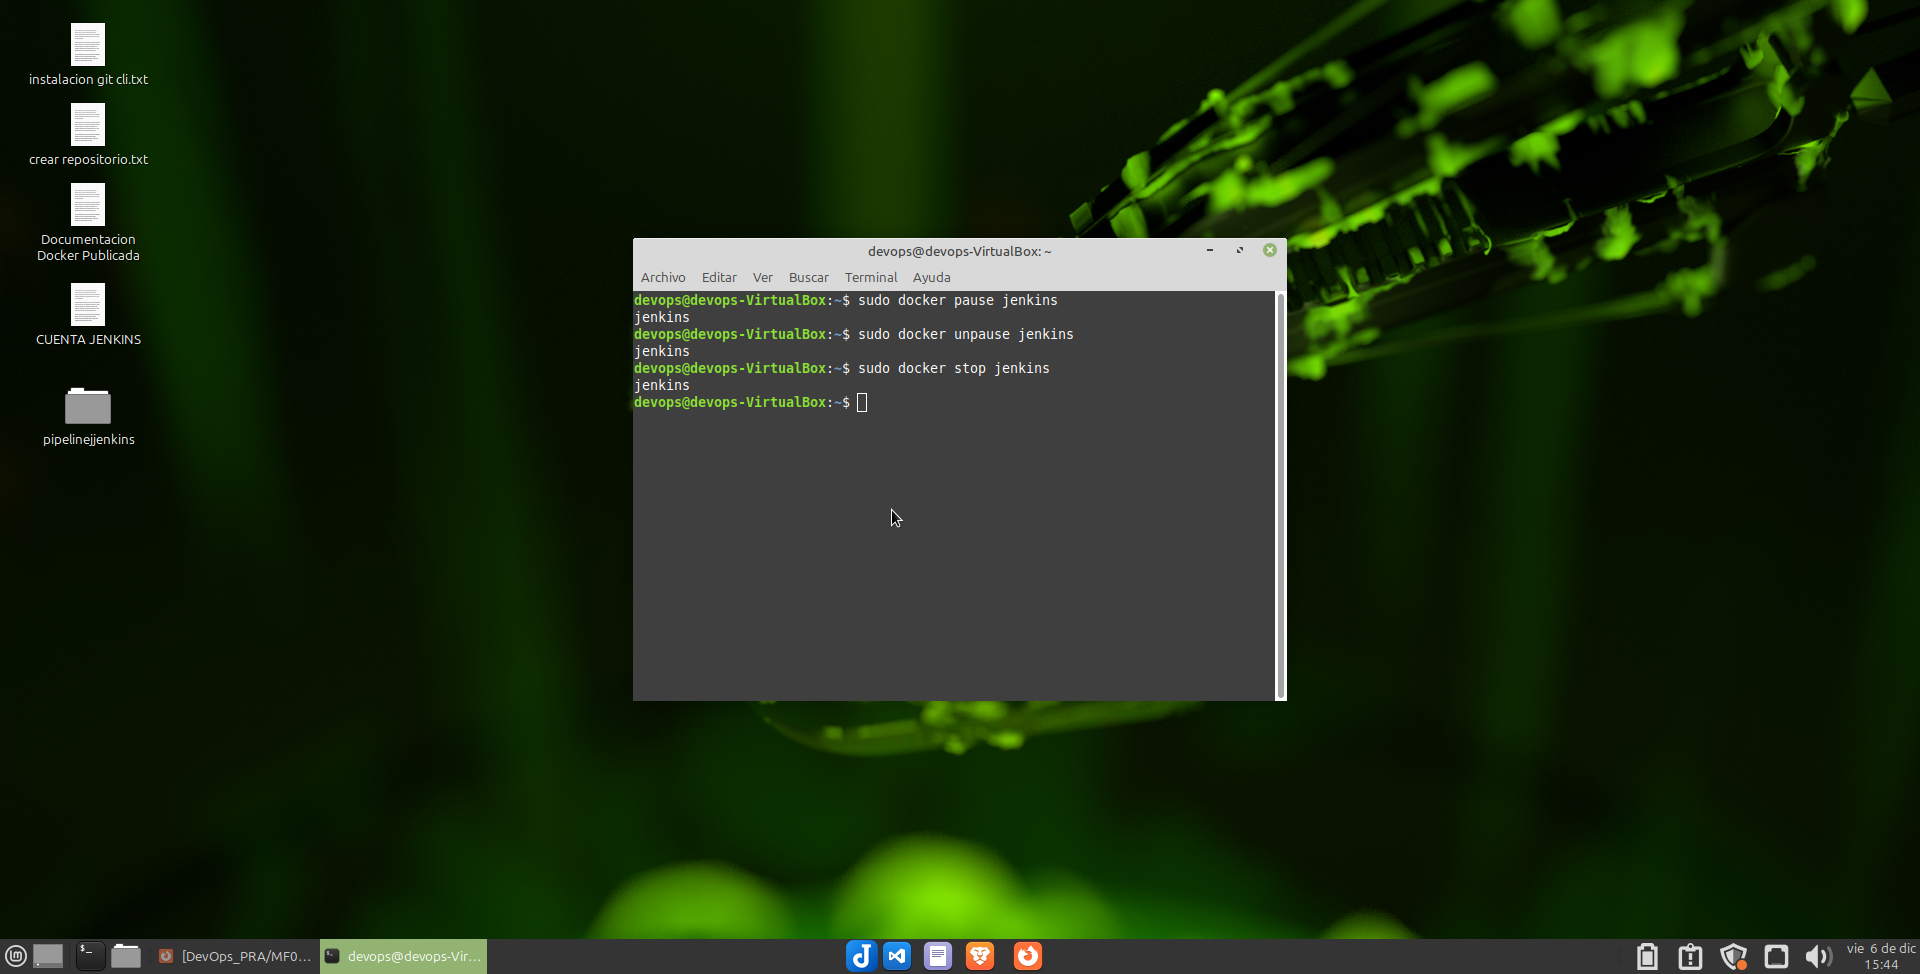 instalacion git cli.txt
crear repositorio.txt
Documentacion
Docker Publicada
CUENTA JENKINS
pipelinejjenkins
devops@devops-VirtualBox: ~
Archivo Editar Ver Buscar Terminal Ayuda
devops@devops-VirtualBox:~$ sudo docker pause jenkins
jenkins
devops@devops-VirtualBox:~$ sudo docker unpause jenkins
jenkins
devops@devops-VirtualBox:~$ sudo docker stop jenkins
jenkins
devops@devops-VirtualBox:~$
[DevOps_PRA/MF0... devops@devops-Vir...
vie 6 de dic
15:44